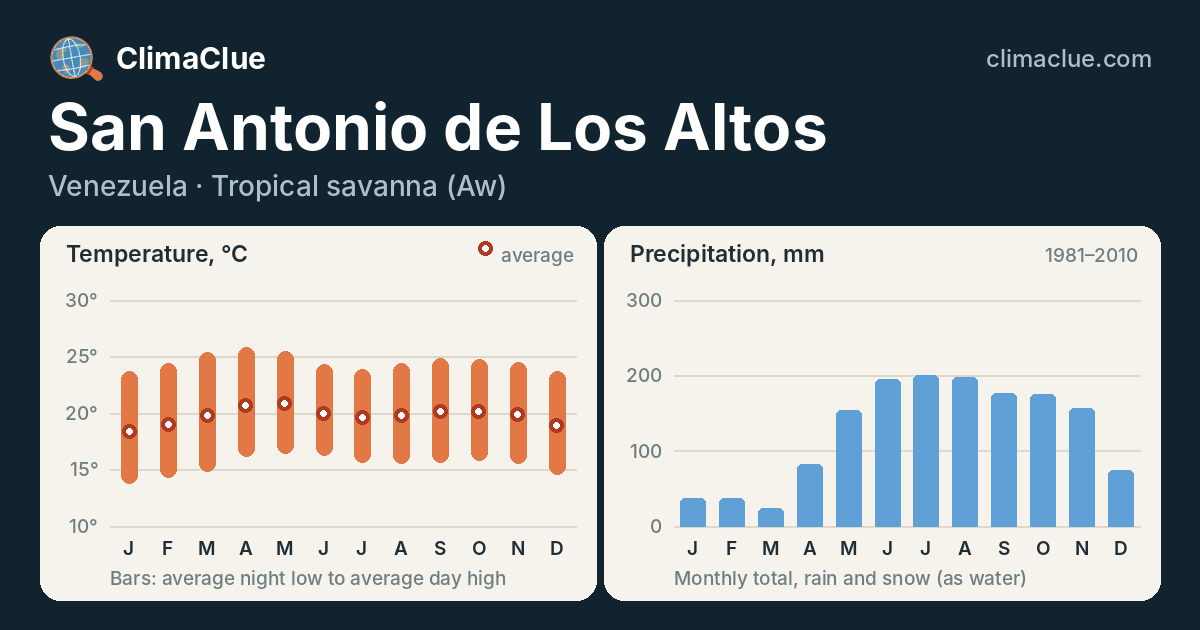 ClimaClue
climaclue.com
San Antonio de Los Altos
Venezuela · Tropical savanna (Aw)
Temperature, °C
average
30°
25°
20°
15°
10°
J F M A M J J A S O N D
Bars: average night low to average day high
Precipitation, mm
1981–2010
300
200
100
0
J F M A M J J A S O N D
Monthly total, rain and snow (as water)